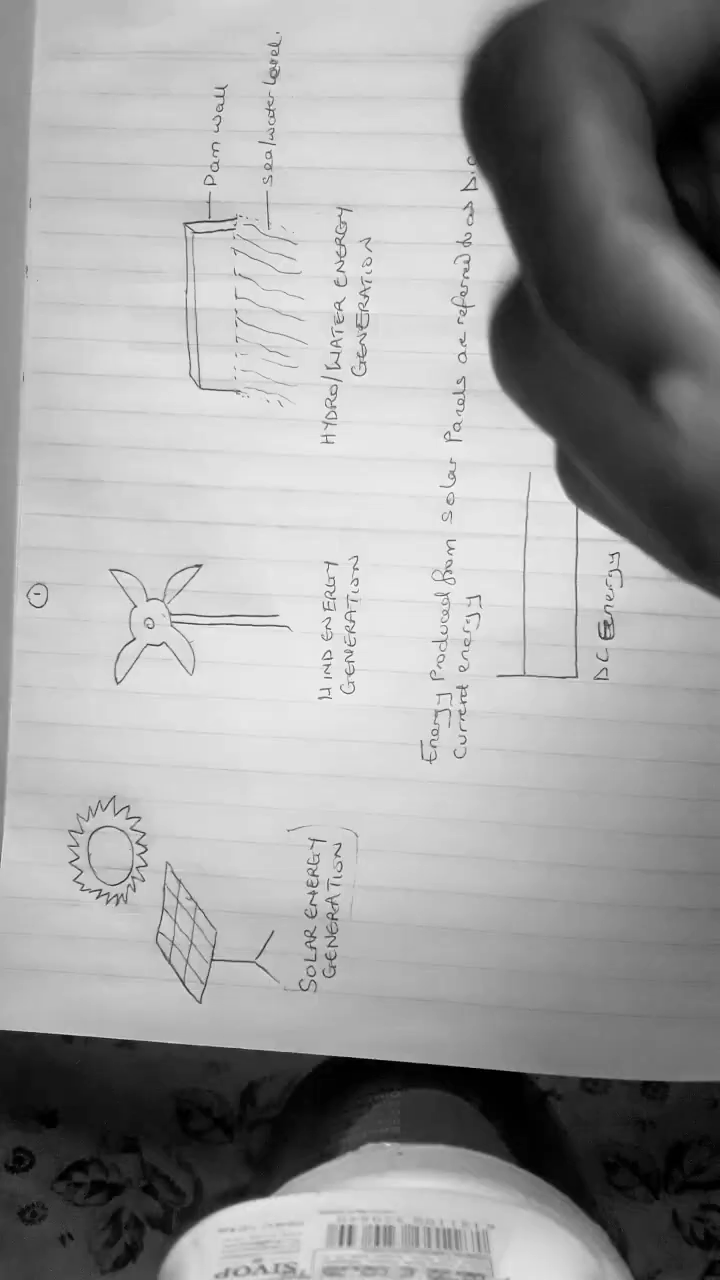 ①
Dam wall
sea/water level.
SOLAR ENERGY
GENERATION
WIND ENERGY
GENERATION
HYDRO/WATER ENERGY
GENERATION
Energy Produced from Solar Panels are referred to as
Current energy
DC Energy
SIVOP